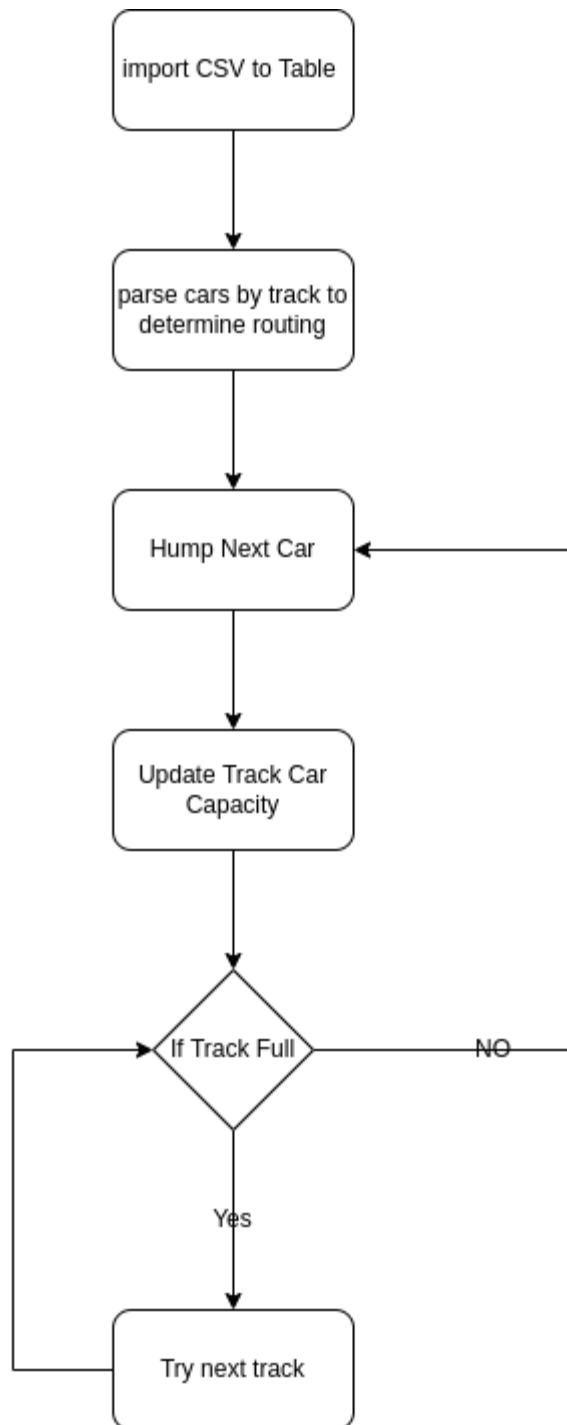 import CSV to Table
parse cars by track to
determine routing
Hump Next Car
Update Track Car
Capacity
If Track Full
NO
Yes
Try next track